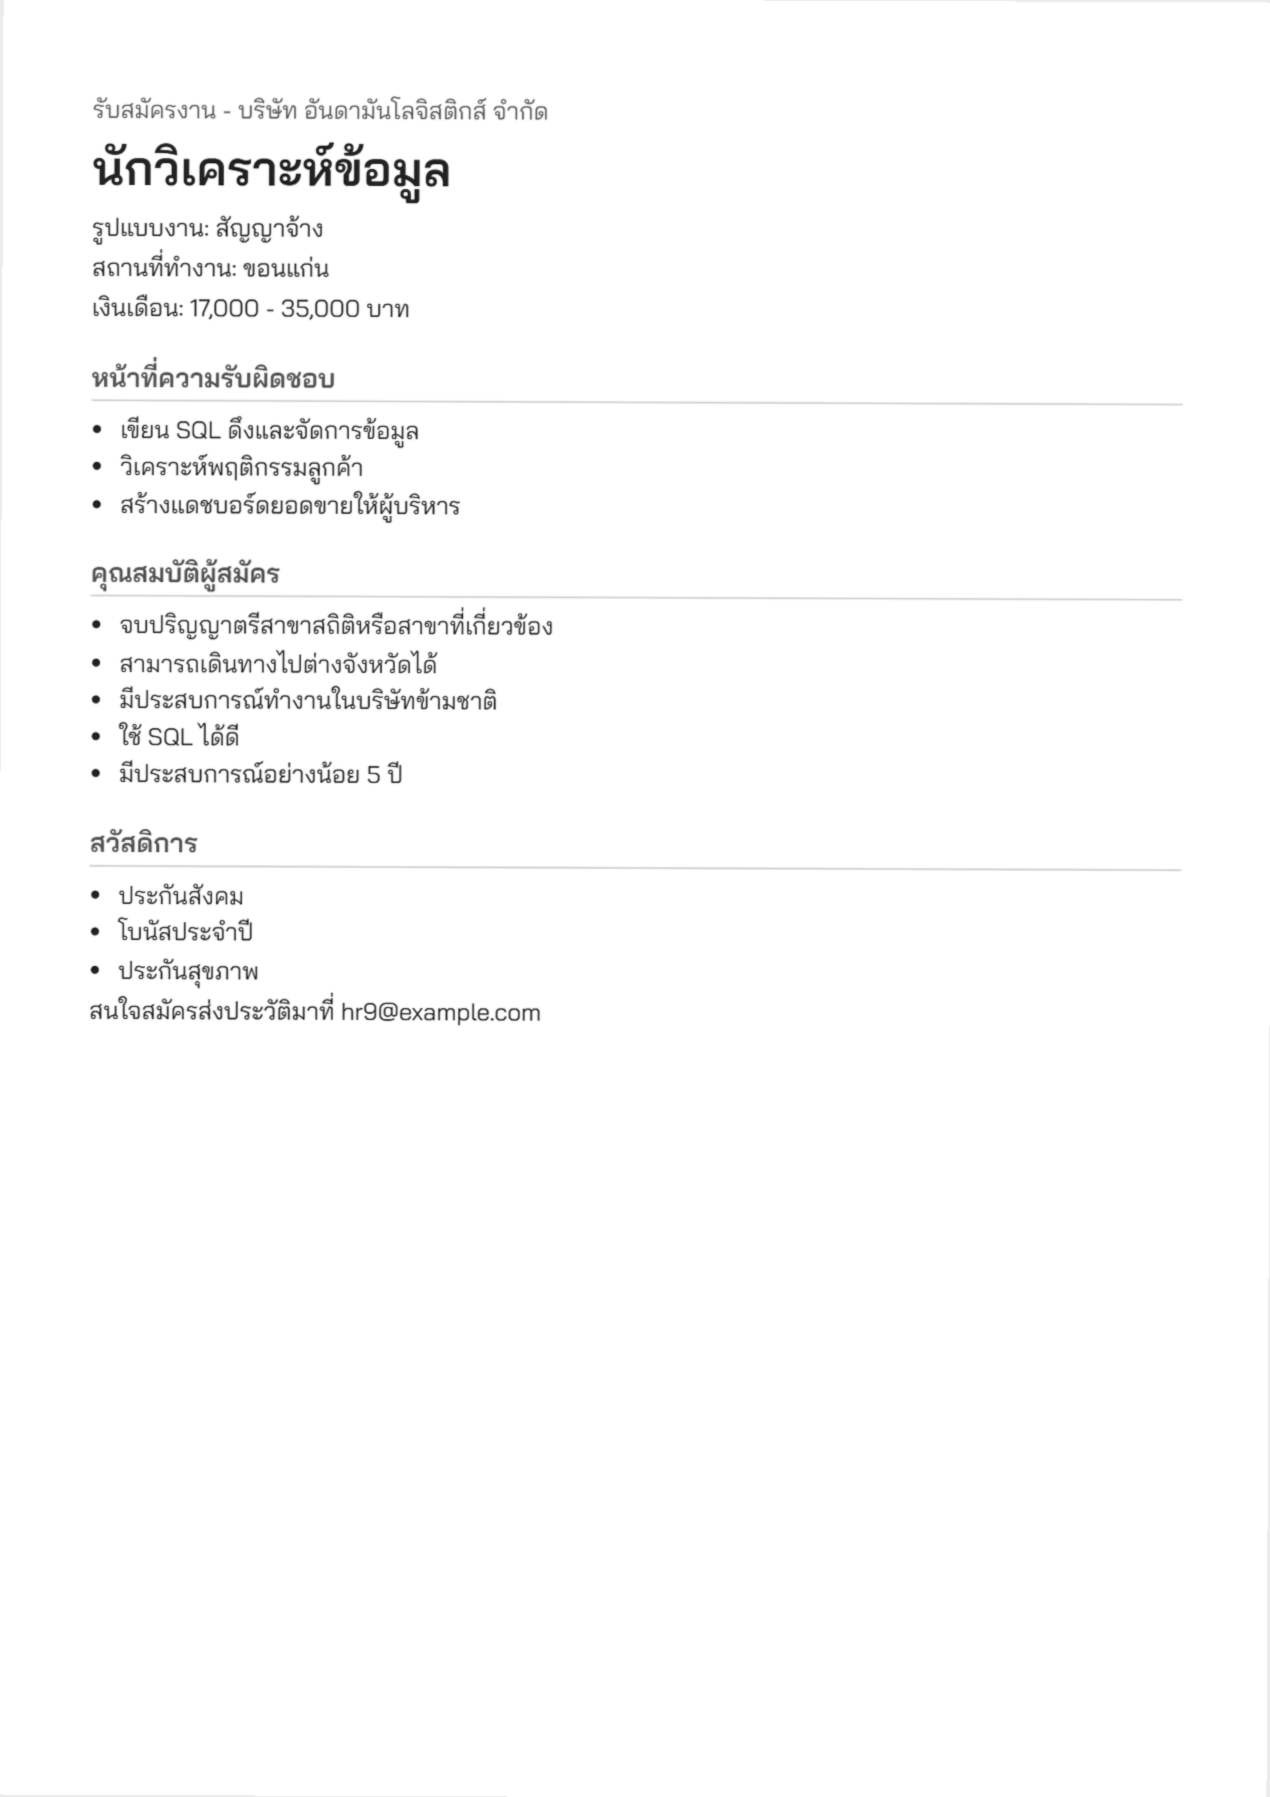 รับสมัครงาน - บริษัท อันดามันโลจิสติกส์ จำกัด
นักวิเคราะห์ข้อมูล
รูปแบบงาน: สัญญาจ้าง
สถานที่ทำงาน: ขอนแก่น
เงินเดือน: 17,000 - 35,000 บาท
หน้าที่ความรับผิดชอบ
• เขียน SQL ดึงและจัดการข้อมูล
• วิเคราะห์พฤติกรรมลูกค้า
• สร้างแดชบอร์ดยอดขายให้ผู้บริหาร
คุณสมบัติผู้สมัคร
• จบปริญญาตรีสาขาสถิติหรือสาขาที่เกี่ยวข้อง
• สามารถเดินทางไปต่างจังหวัดได้
• มีประสบการณ์ทำงานในบริษัทข้ามชาติ
• ใช้ SQL ได้ดี
• มีประสบการณ์อย่างน้อย 5 ปี
สวัสดิการ
• ประกันสังคม
• โบนัสประจำปี
• ประกันสุขภาพ
สนใจสมัครส่งประวัติมาที่ hr9@example.com